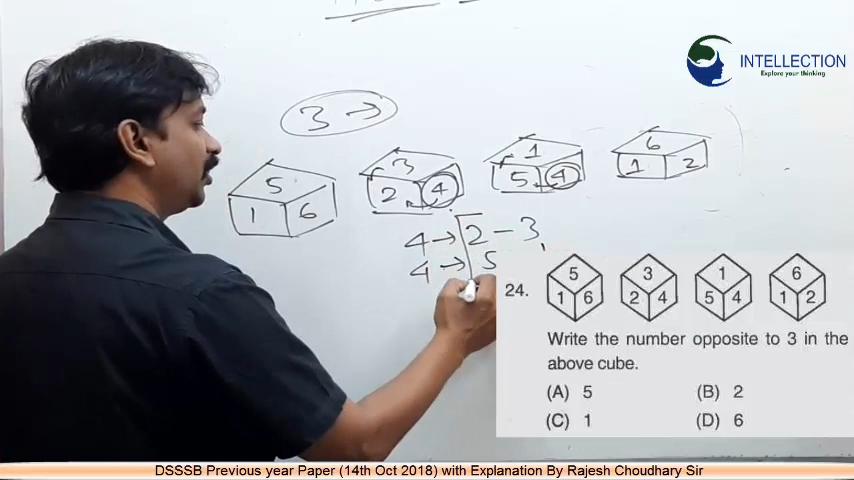 INTELLECTION
Explore your thinking
3 →
5
1 6
3
2 4
1
5 4
6
1 2
4 → 2 - 3,
4 → 5
24.
5
1 6
3
2 4
1
5 4
6
1 2
Write the number opposite to 3 in the
above cube.
(A) 5
(B) 2
(C) 1
(D) 6
DSSSB Previous year Paper (14th Oct 2018) with Explanation By Rajesh Choudhary Sir